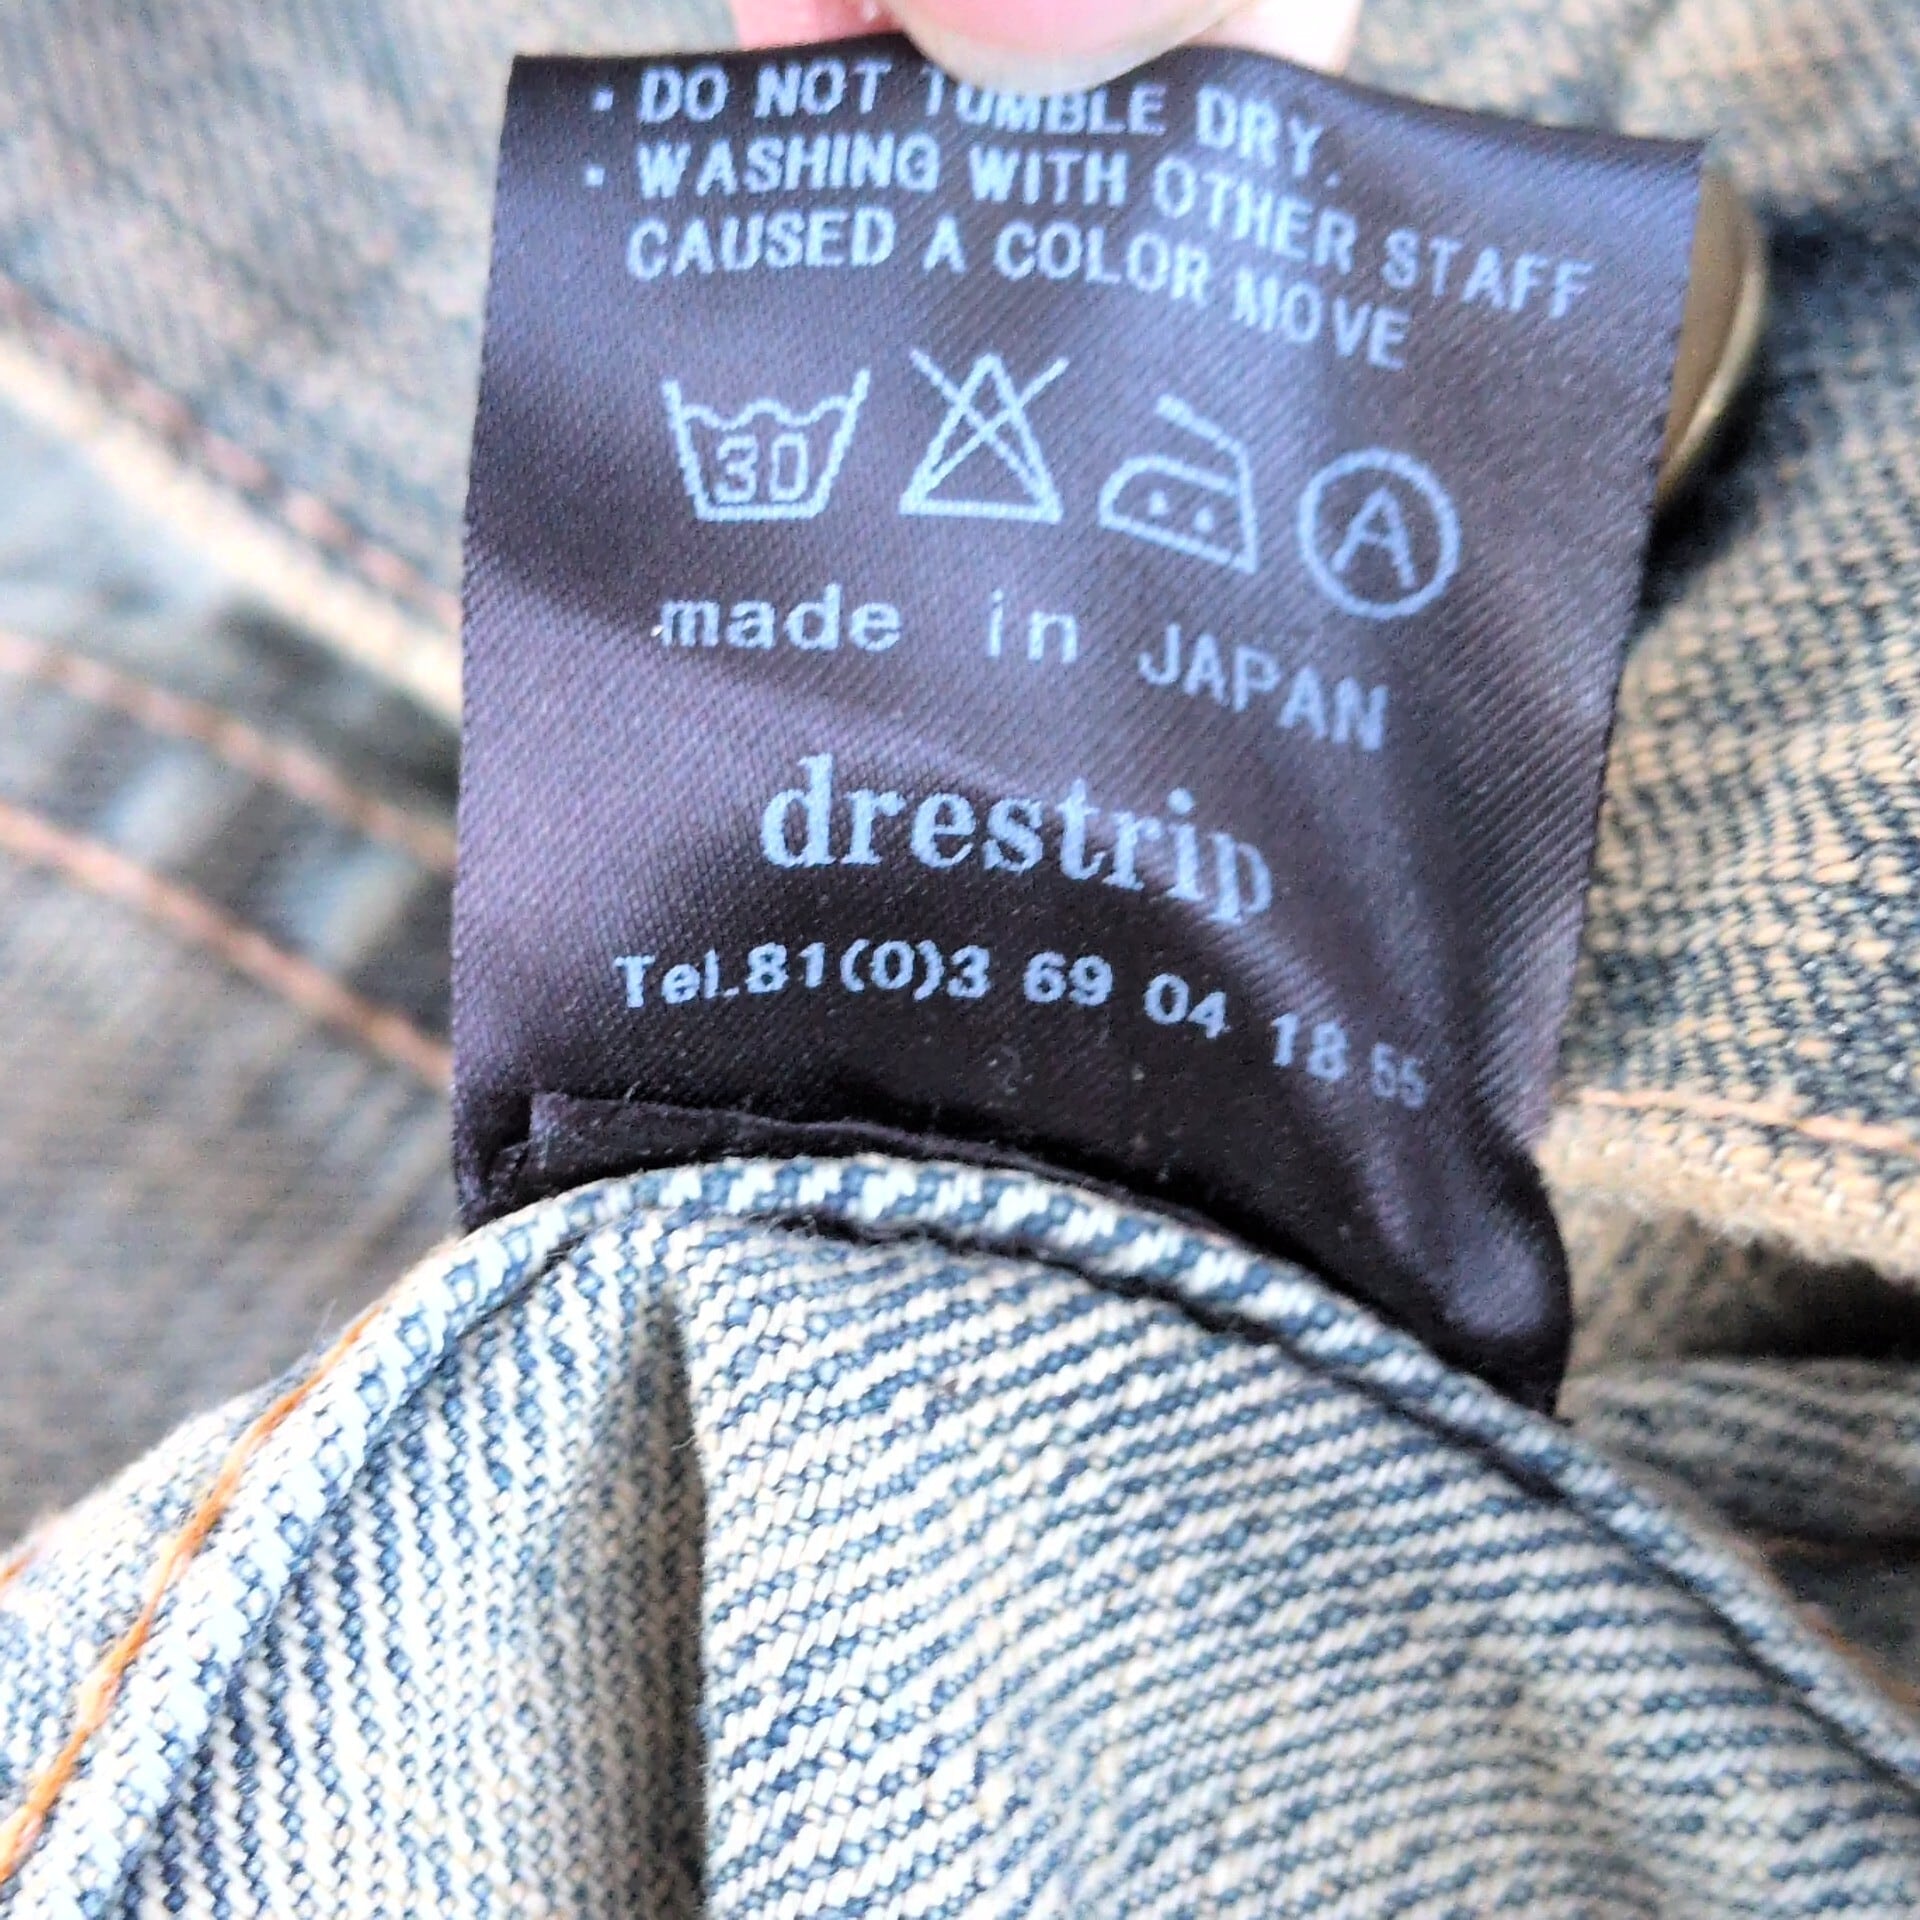 ・DO NOT TUMBLE DRY.
・WASHING WITH OTHER STAFF
CAUSED A COLOR MOVE
30 A
made in JAPAN
drestrip
Tel.81(0)3 69 04 18 55